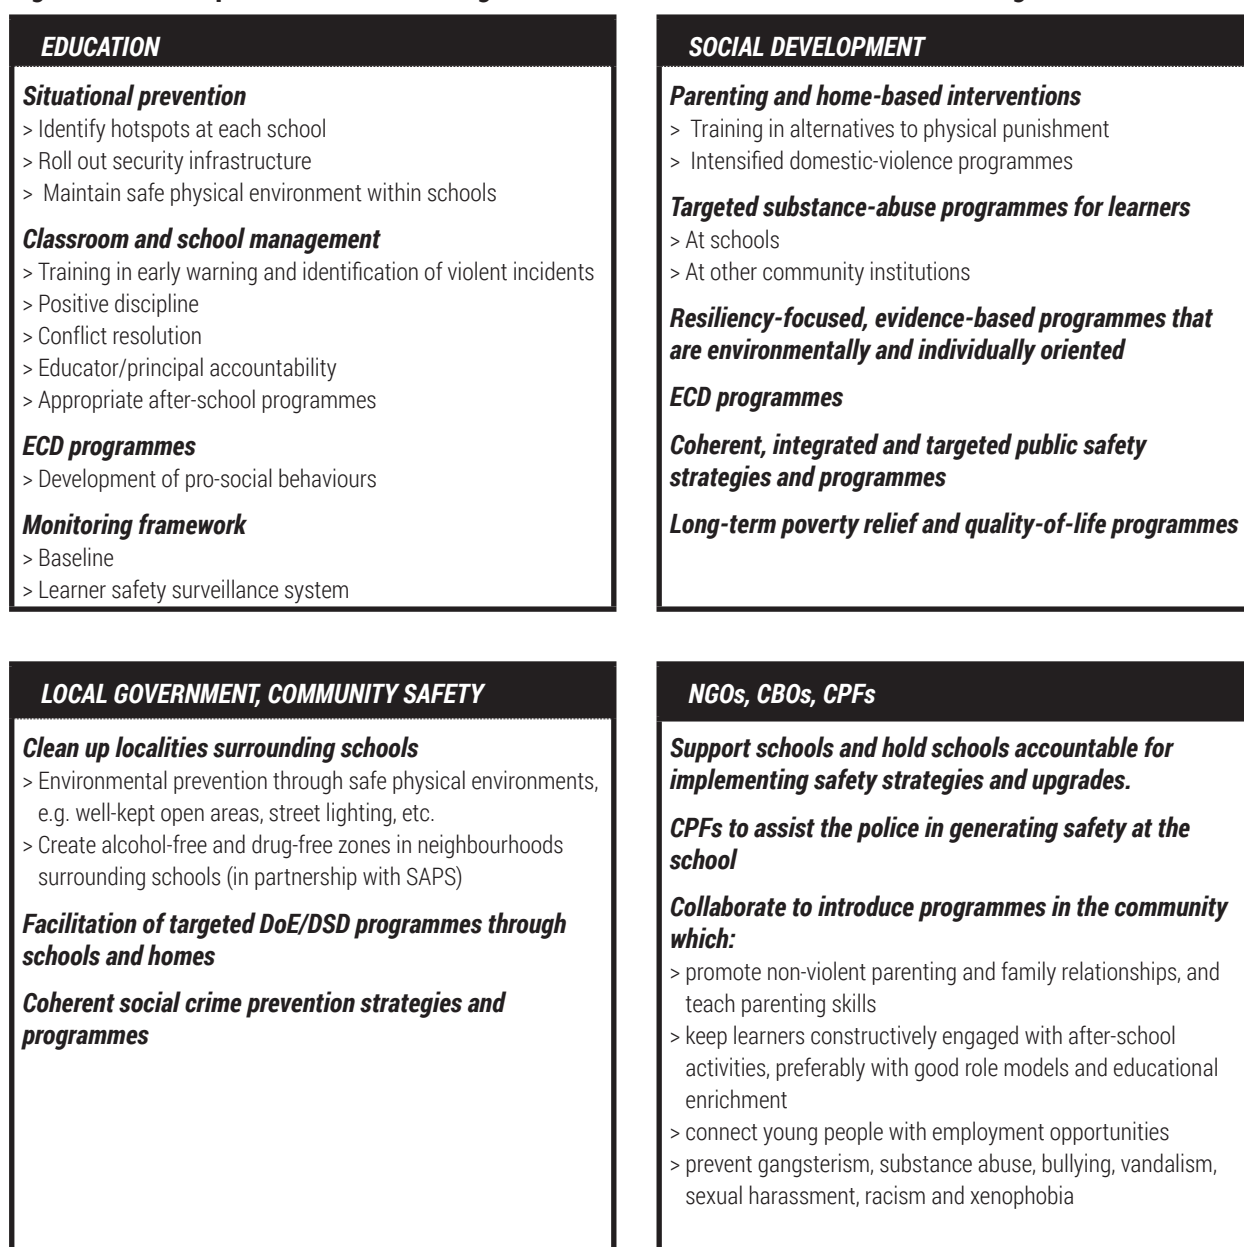 EDUCATION
Situational prevention
> Identify hotspots at each school
> Roll out security infrastructure
> Maintain safe physical environment within schools
Classroom and school management
> Training in early warning and identification of violent incidents
> Positive discipline
> Conflict resolution
> Educator/principal accountability
> Appropriate after-school programmes
ECD programmes
> Development of pro-social behaviours
Monitoring framework
> Baseline
> Learner safety surveillance system
SOCIAL DEVELOPMENT
Parenting and home-based interventions
> Training in alternatives to physical punishment
> Intensified domestic-violence programmes
Targeted substance-abuse programmes for learners
> At schools
> At other community institutions
Resiliency-focused, evidence-based programmes that
are environmentally and individually oriented
ECD programmes
Coherent, integrated and targeted public safety
strategies and programmes
Long-term poverty relief and quality-of-life programmes
LOCAL GOVERNMENT, COMMUNITY SAFETY
Clean up localities surrounding schools
> Environmental prevention through safe physical environments,
e.g. well-kept open areas, street lighting, etc.
> Create alcohol-free and drug-free zones in neighbourhoods
surrounding schools (in partnership with SAPS)
Facilitation of targeted DoE/DSD programmes through
schools and homes
Coherent social crime prevention strategies and
programmes
NGOs, CBOs, CPFs
Support schools and hold schools accountable for
implementing safety strategies and upgrades.
CPFs to assist the police in generating safety at the
school
Collaborate to introduce programmes in the community
which:
> promote non-violent parenting and family relationships, and
teach parenting skills
> keep learners constructively engaged with after-school
activities, preferably with good role models and educational
enrichment
> connect young people with employment opportunities
> prevent gangsterism, substance abuse, bullying, vandalism,
sexual harassment, racism and xenophobia